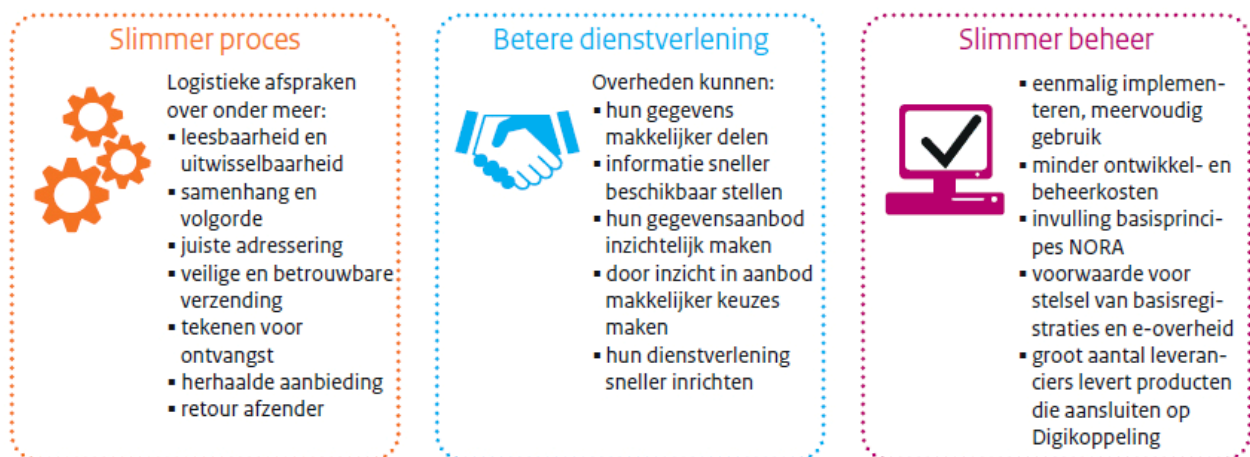 Slimmer proces
Logistieke afspraken
over onder meer:
▪ leesbaarheid en
uitwisselbaarheid
▪ samenhang en
volgorde
▪ juiste adressering
▪ veilige en betrouwbare
verzending
▪ tekenen voor
ontvangst
▪ herhaalde aanbieding
▪ retour afzender
Betere dienstverlening
Overheden kunnen:
▪ hun gegevens
makkelijker delen
▪ informatie sneller
beschikbaar stellen
▪ hun gegevensaanbod
inzichtelijk maken
▪ door inzicht in aanbod
makkelijker keuzes
maken
▪ hun dienstverlening
sneller inrichten
Slimmer beheer
▪ eenmalig implemen-
teren, meervoudig
gebruik
▪ minder ontwikkel- en
beheerkosten
▪ invulling basisprinci-
pes NORA
▪ voorwaarde voor
stelsel van basisregi-
straties en e-overheid
▪ groot aantal leveran-
ciers levert producten
die aansluiten op
Digikoppeling